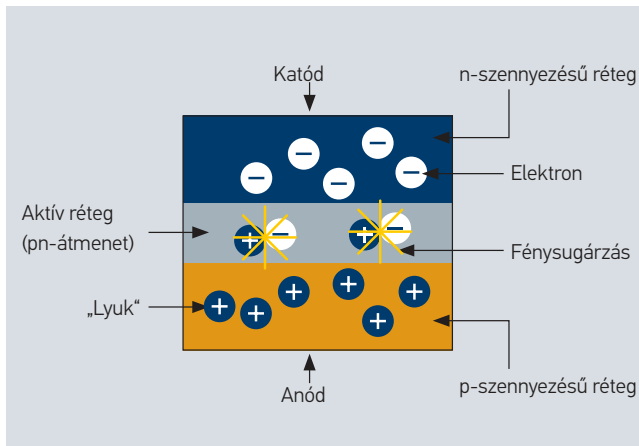 Katód
n-szennyezésű réteg
Elektron
Aktív réteg
(pn-átmenet)
Fénysugárzás
„Lyuk“
Anód
p-szennyezésű réteg